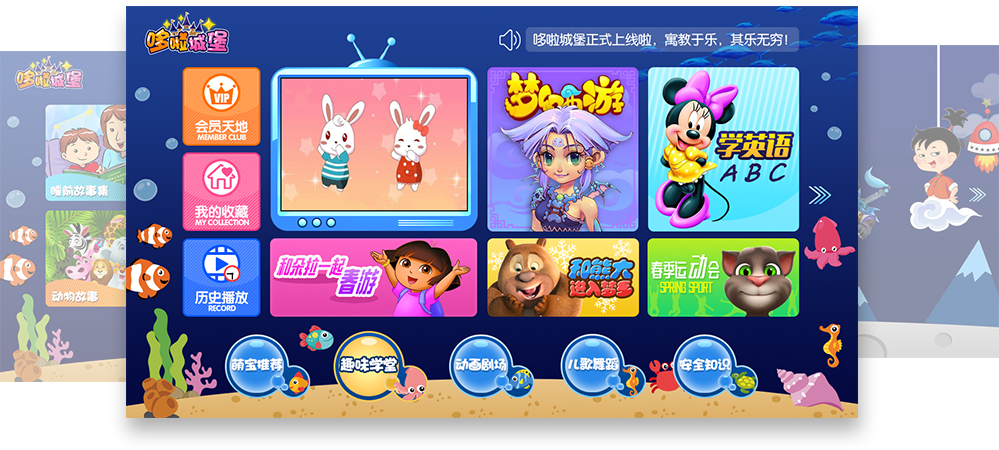 哆啦城堡
哆啦城堡
哆啦城堡正式上线啦，寓教于乐，其乐无穷！
VIP
会员天地
MEMBER CLUB
我的收藏
MY COLLECTION
历史播放
RECORD
梦幻西游
学英语
ABC
和朵拉一起
春游
和熊大
进入梦乡
春季运动会
SPRING SPORT
睡前故事集
动物故事
萌宝推荐
趣味学堂
动画剧场
儿歌舞蹈
安全知识